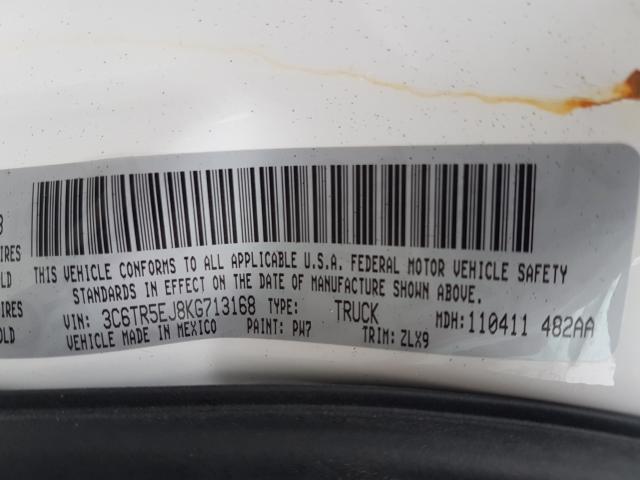 THIS VEHICLE CONFORMS TO ALL APPLICABLE U.S.A. FEDERAL MOTOR VEHICLE SAFETY
STANDARDS IN EFFECT ON THE DATE OF MANUFACTURE SHOWN ABOVE.
VIN: 3C6TR5EJ8KG713168 TYPE: TRUCK MDH: 110411 482AA
VEHICLE MADE IN MEXICO PAINT: PW7 TRIM: ZLX9